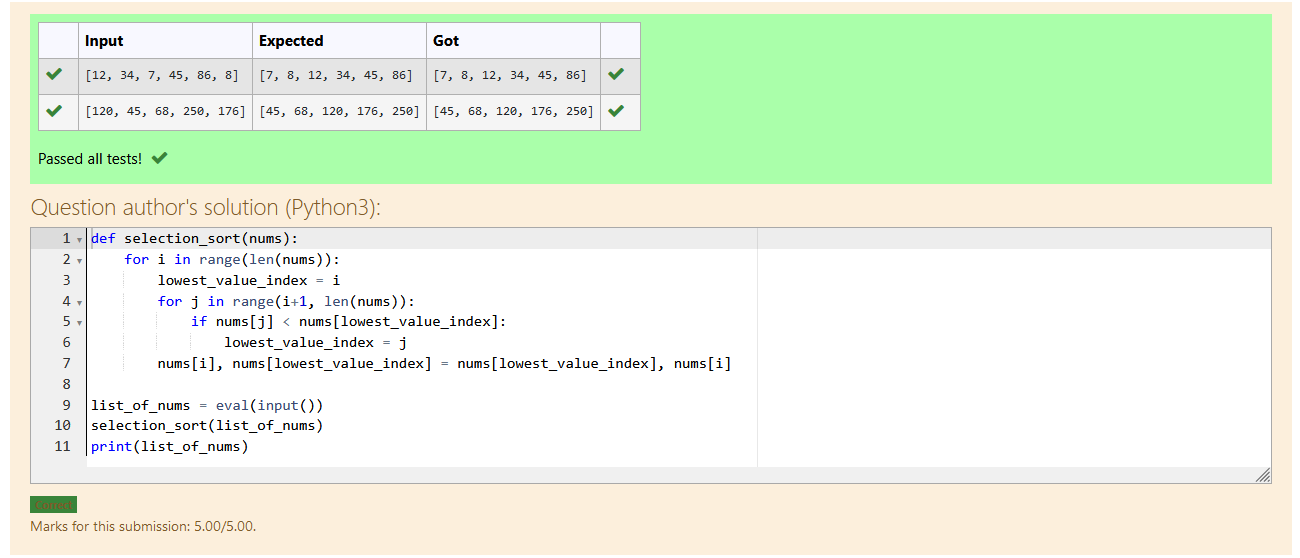 Input Expected Got
[12, 34, 7, 45, 86, 8] [7, 8, 12, 34, 45, 86] [7, 8, 12, 34, 45, 86]
[120, 45, 68, 250, 176] [45, 68, 120, 176, 250] [45, 68, 120, 176, 250]
Passed all tests!
Question author's solution (Python3):
1 def selection_sort(nums):
2     for i in range(len(nums)):
3         lowest_value_index = i
4         for j in range(i+1, len(nums)):
5             if nums[j] < nums[lowest_value_index]:
6                 lowest_value_index = j
7         nums[i], nums[lowest_value_index] = nums[lowest_value_index], nums[i]
8
9 list_of_nums = eval(input())
10 selection_sort(list_of_nums)
11 print(list_of_nums)
Correct
Marks for this submission: 5.00/5.00.